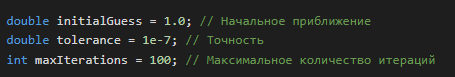 double initialGuess = 1.0; // Начальное приближение
double tolerance = 1e-7; // Точность
int maxIterations = 100; // Максимальное количество итераций